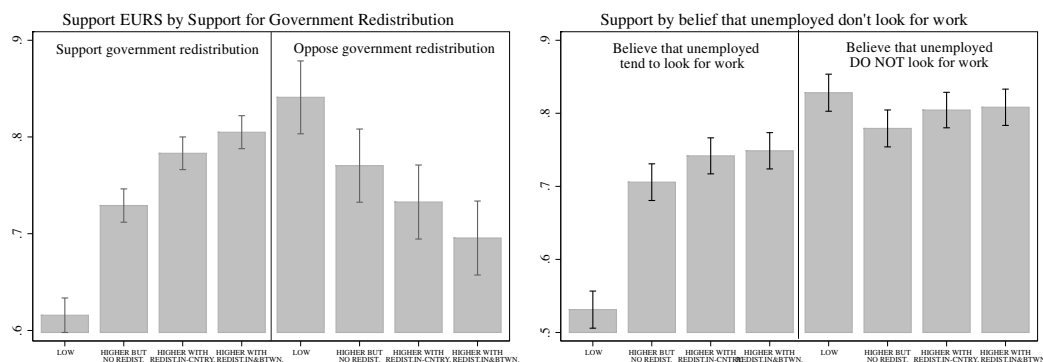 Support EURS by Support for Government Redistribution
Support government redistribution
Oppose government redistribution
.9
.8
.7
.6
LOW
HIGHER BUT
NO REDIST.
HIGHER WITH
REDIST.IN-CNTRY.
HIGHER WITH
REDIST.IN&BTWN.
LOW
HIGHER BUT
NO REDIST.
HIGHER WITH
REDIST.IN-CNTRY.
HIGHER WITH
REDIST.IN&BTWN.
Support by belief that unemployed don't look for work
Believe that unemployed
tend to look for work
Believe that unemployed
DO NOT look for work
.9
.8
.7
.6
.5
LOW
HIGHER BUT
NO REDIST.
HIGHER WITH
REDIST.IN-CNTRY.
HIGHER WITH
REDIST.IN&BTWN.
LOW
HIGHER BUT
NO REDIST.
HIGHER WITH
REDIST.IN-CNTRY.
HIGHER WITH
REDIST.IN&BTWN.